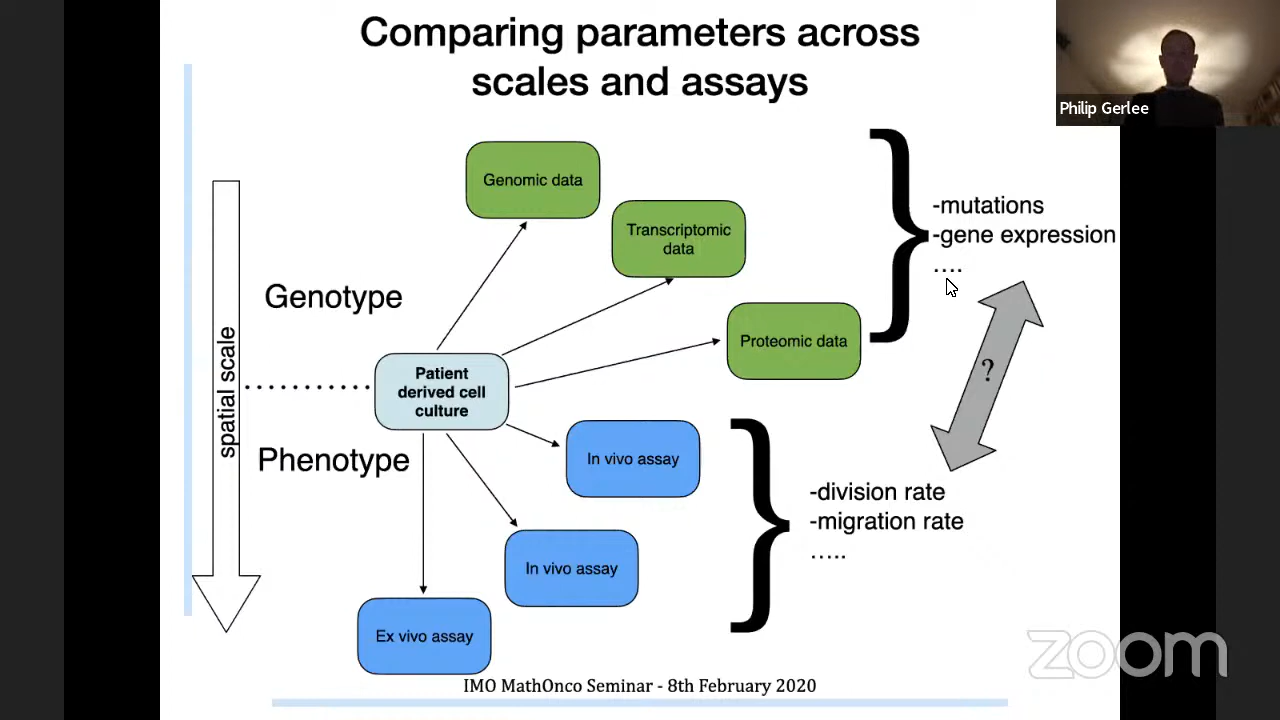 Comparing parameters across
scales and assays
Philip Gerlee
Genomic data
Transcriptomic
data
Proteomic data
-mutations
-gene expression
....
Genotype
spatial scale
Patient
derived cell
culture
?
Phenotype
In vivo assay
In vivo assay
Ex vivo assay
-division rate
-migration rate
.....
IMO MathOnco Seminar - 8th February 2020
zoom